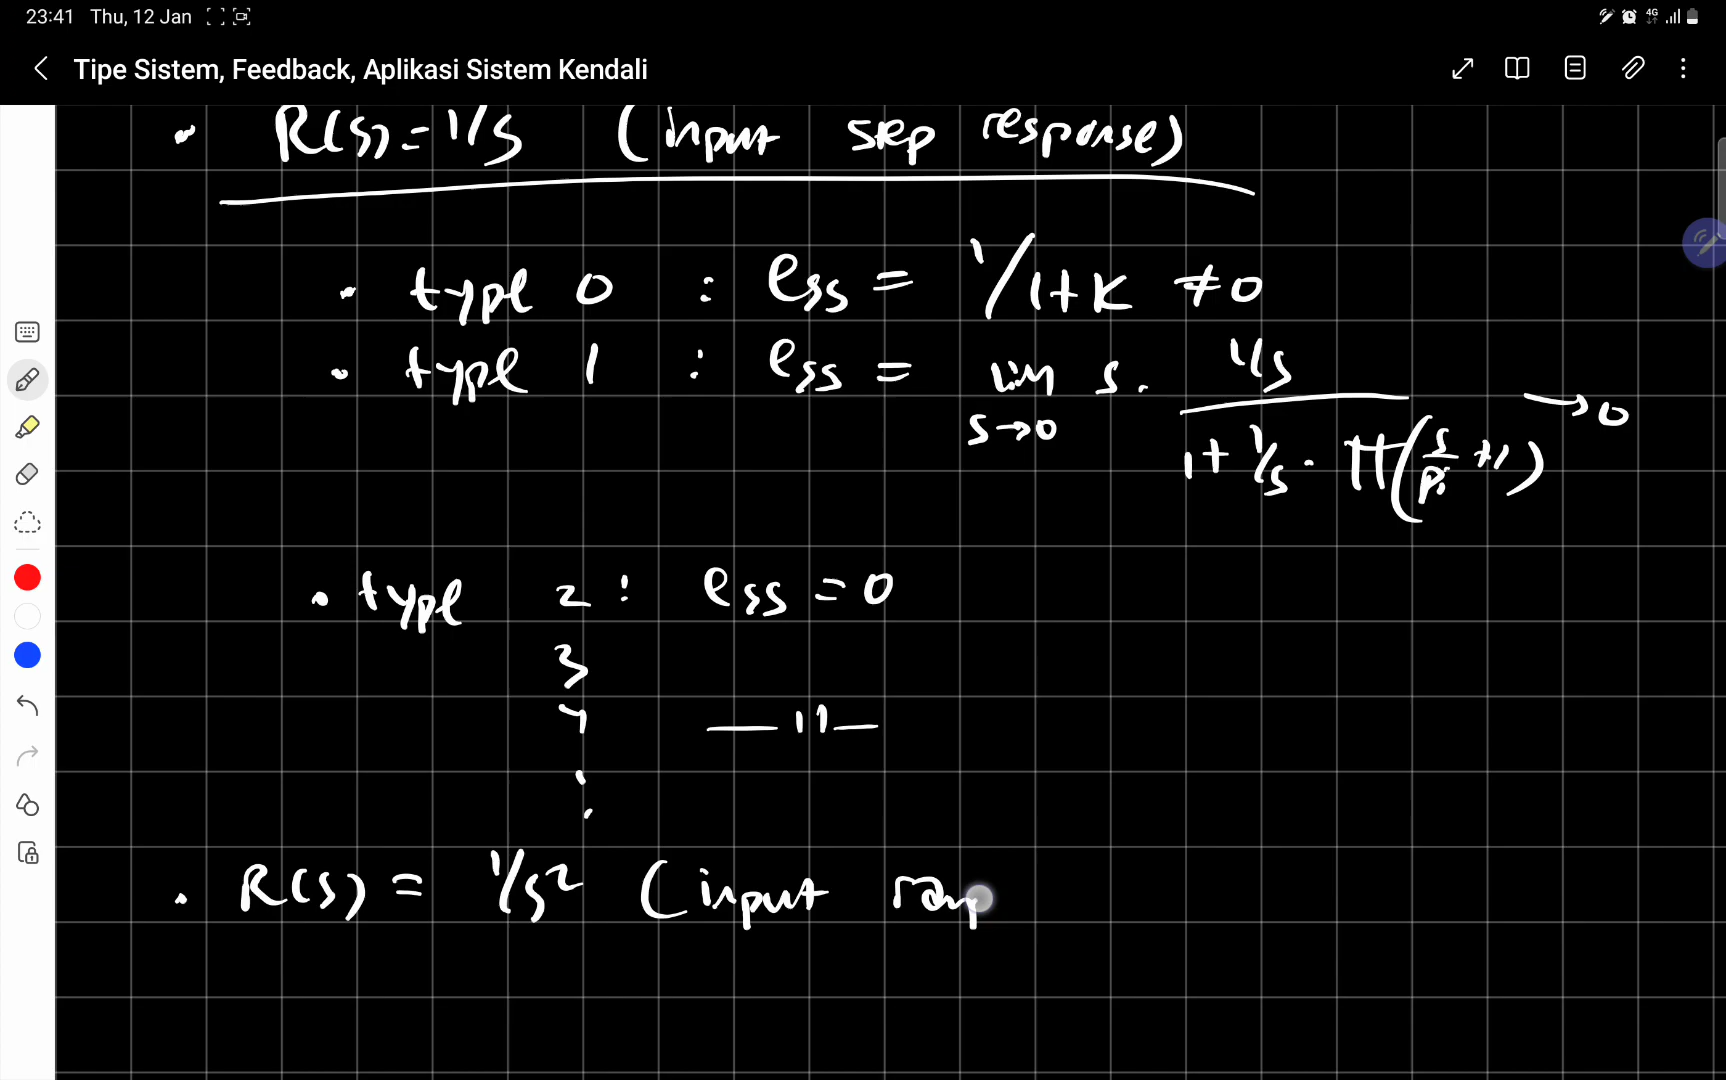 23:41 Thu, 12 Jan 4G
Tipe Sistem, Feedback, Aplikasi Sistem Kendali
• R(s) = 1/s (input step response)
• type 0 : ess = 1/1+K ≠0
• type 1 : ess = lim s→0 s. 1/s / 1+ 1/s · π(s/pi +1) →0
• type 2 : ess = 0
3
4 —11—
.
.
• R(s) = 1/s² (input ramp